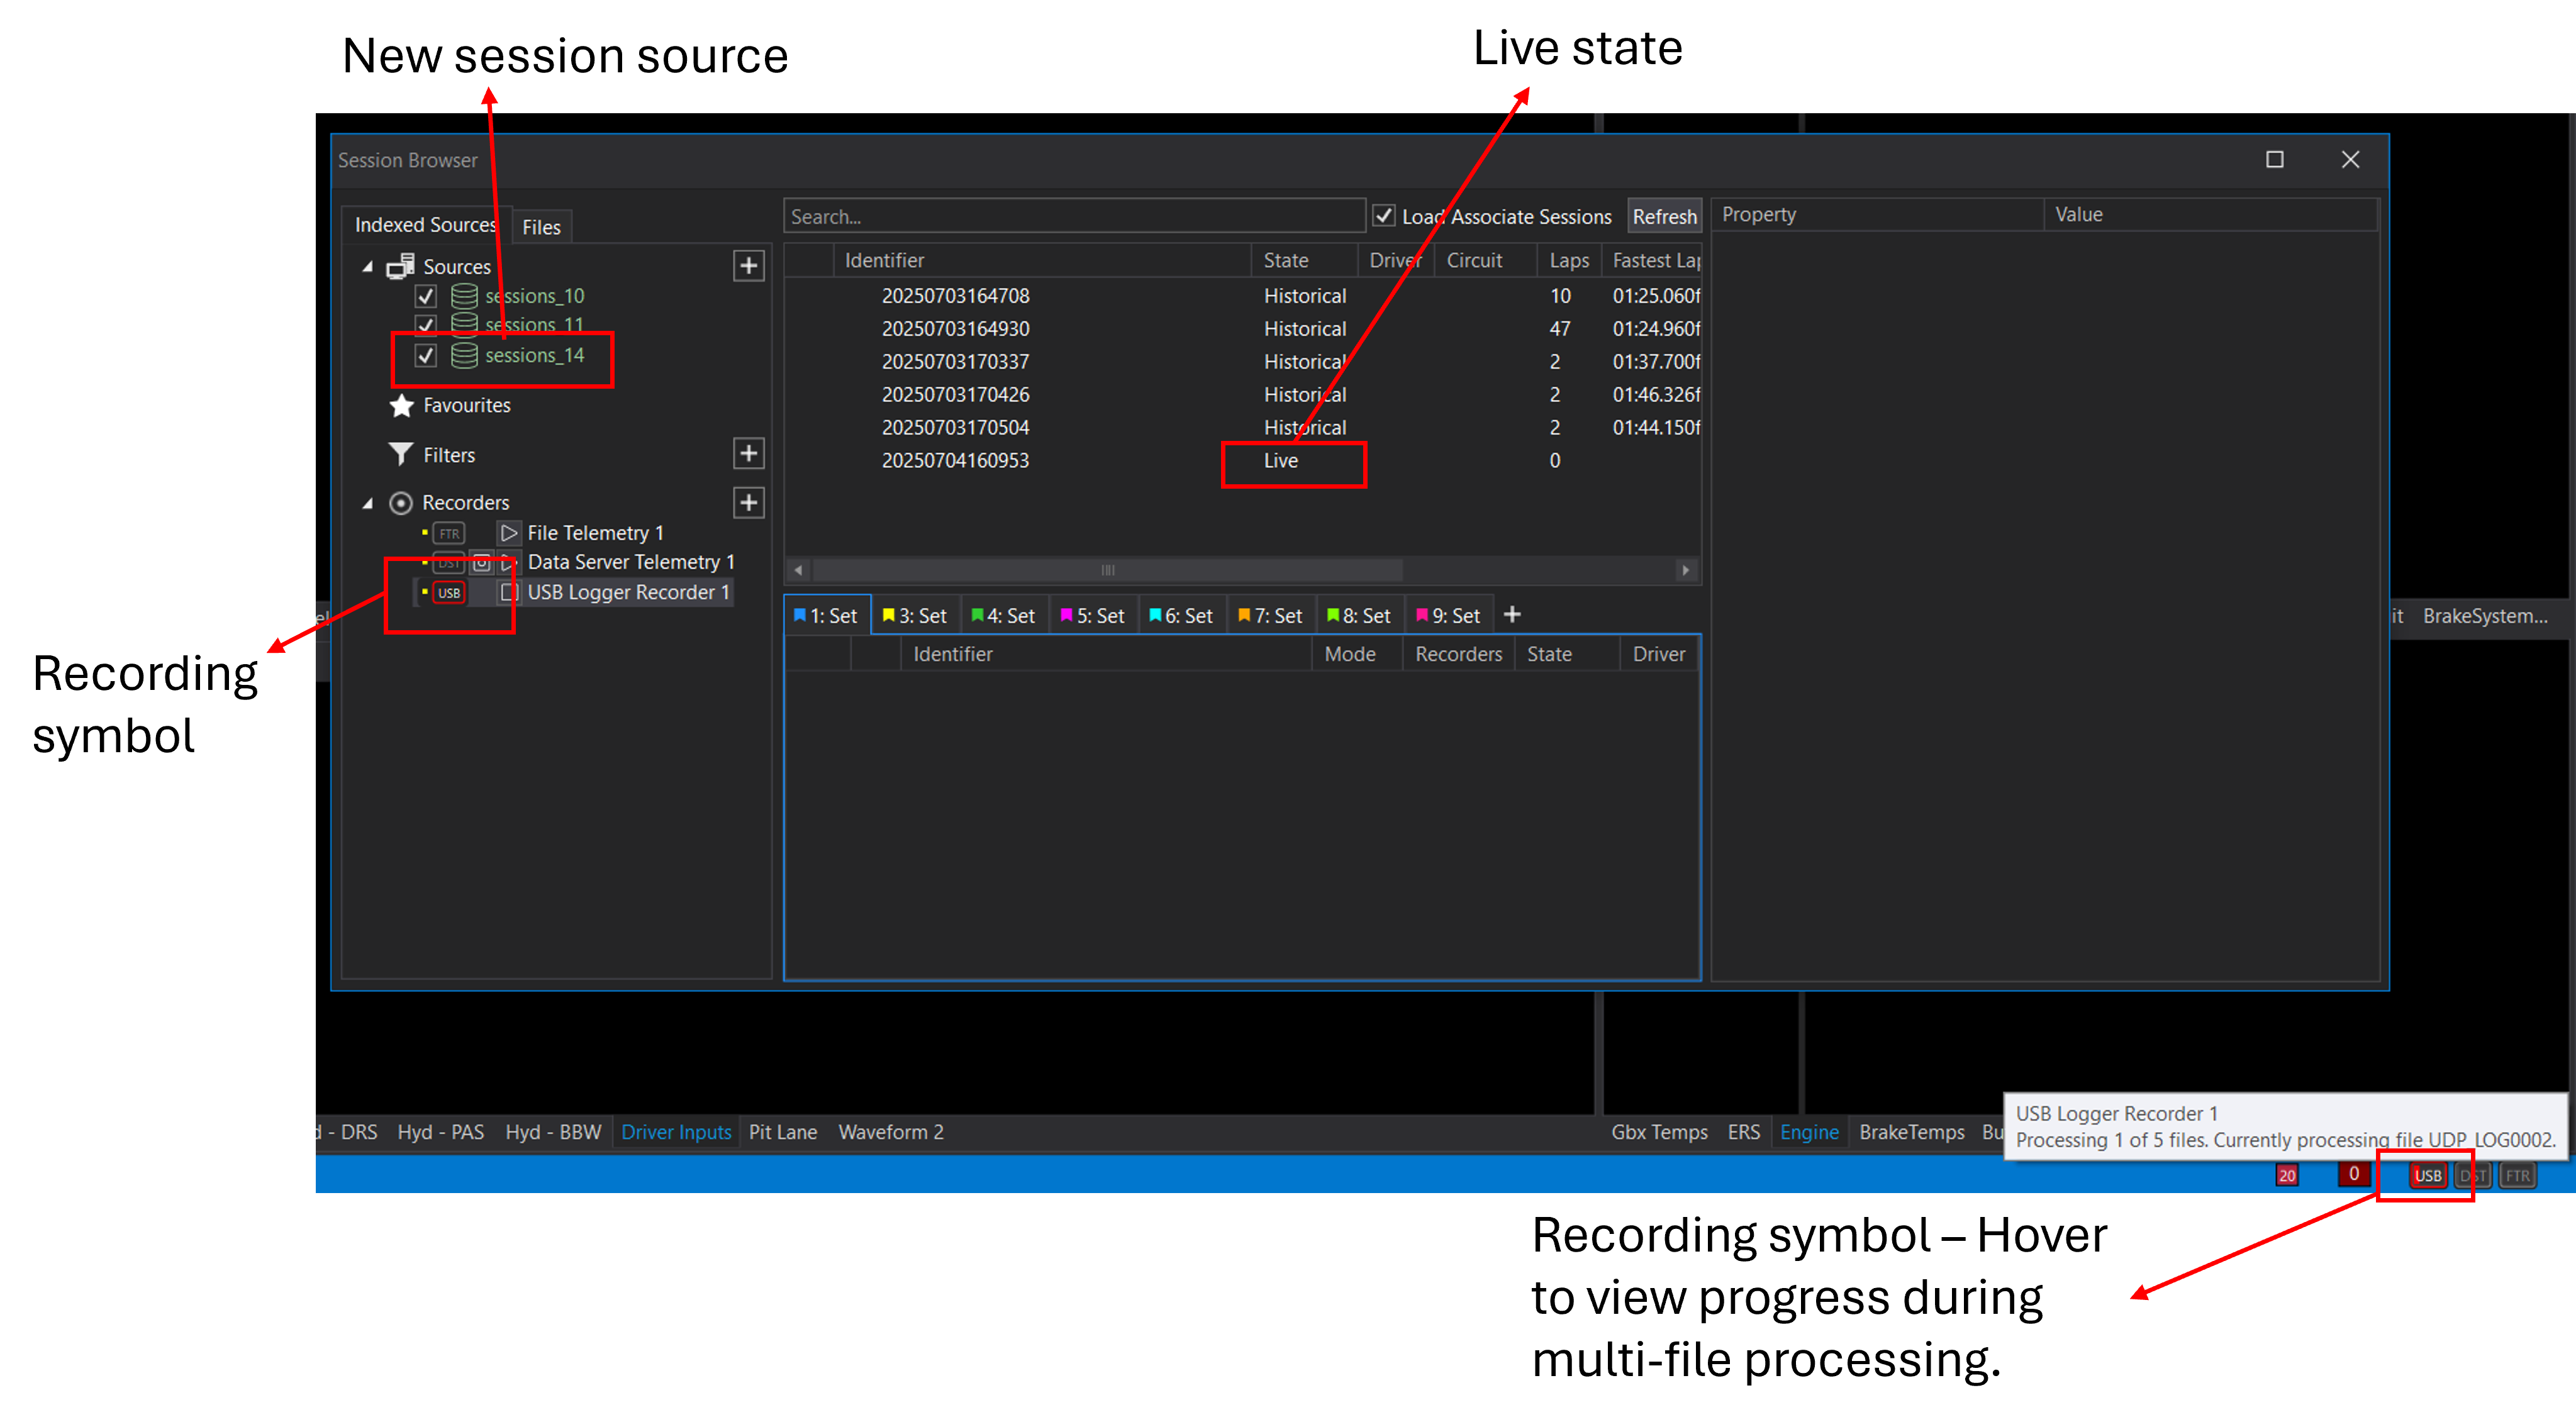 New session source
Live state
Session Browser
Indexed Sources
Files
Search...
Load Associate Sessions
Refresh
Property
Value
Sources
sessions_10
sessions_11
sessions_14
Favourites
Filters
Recorders
FTR
File Telemetry 1
DST
Data Server Telemetry 1
USB
USB Logger Recorder 1
Identifier State Driver Circuit Laps Fastest Lap
20250703164708 Historical 10 01:25.060f
20250703164930 Historical 47 01:24.960f
20250703170337 Historical 2 01:37.700f
20250703170426 Historical 2 01:46.326f
20250703170504 Historical 2 01:44.150f
20250704160953 Live 0
1: Set 3: Set 4: Set 5: Set 6: Set 7: Set 8: Set 9: Set
Identifier Mode Recorders State Driver
el
it BrakeSystem...
Recording
symbol
- DRS Hyd - PAS Hyd - BBW Driver Inputs Pit Lane Waveform 2
Gbx Temps ERS Engine BrakeTemps Bu
USB Logger Recorder 1
Processing 1 of 5 files. Currently processing file UDP_LOG0002.
20 0 USB DST FTR
Recording symbol – Hover
to view progress during
multi-file processing.